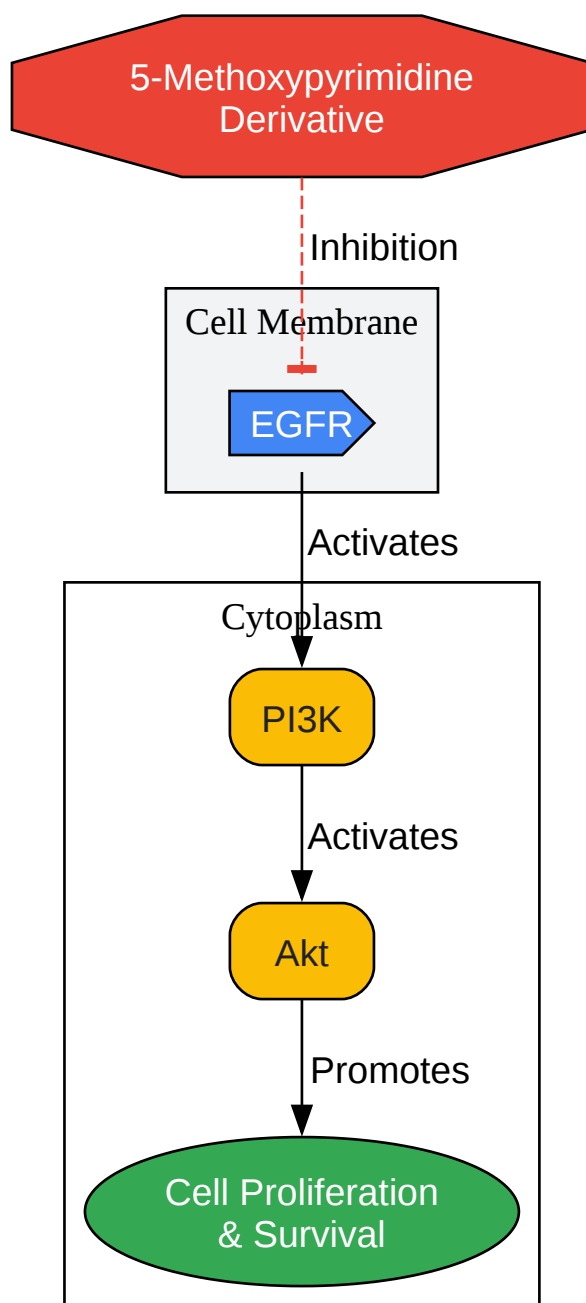 5-Methoxypyrimidine
Derivative
Inhibition
Cell Membrane
EGFR
Activates
Cytoplasm
PI3K
Activates
Akt
Promotes
Cell Proliferation
& Survival